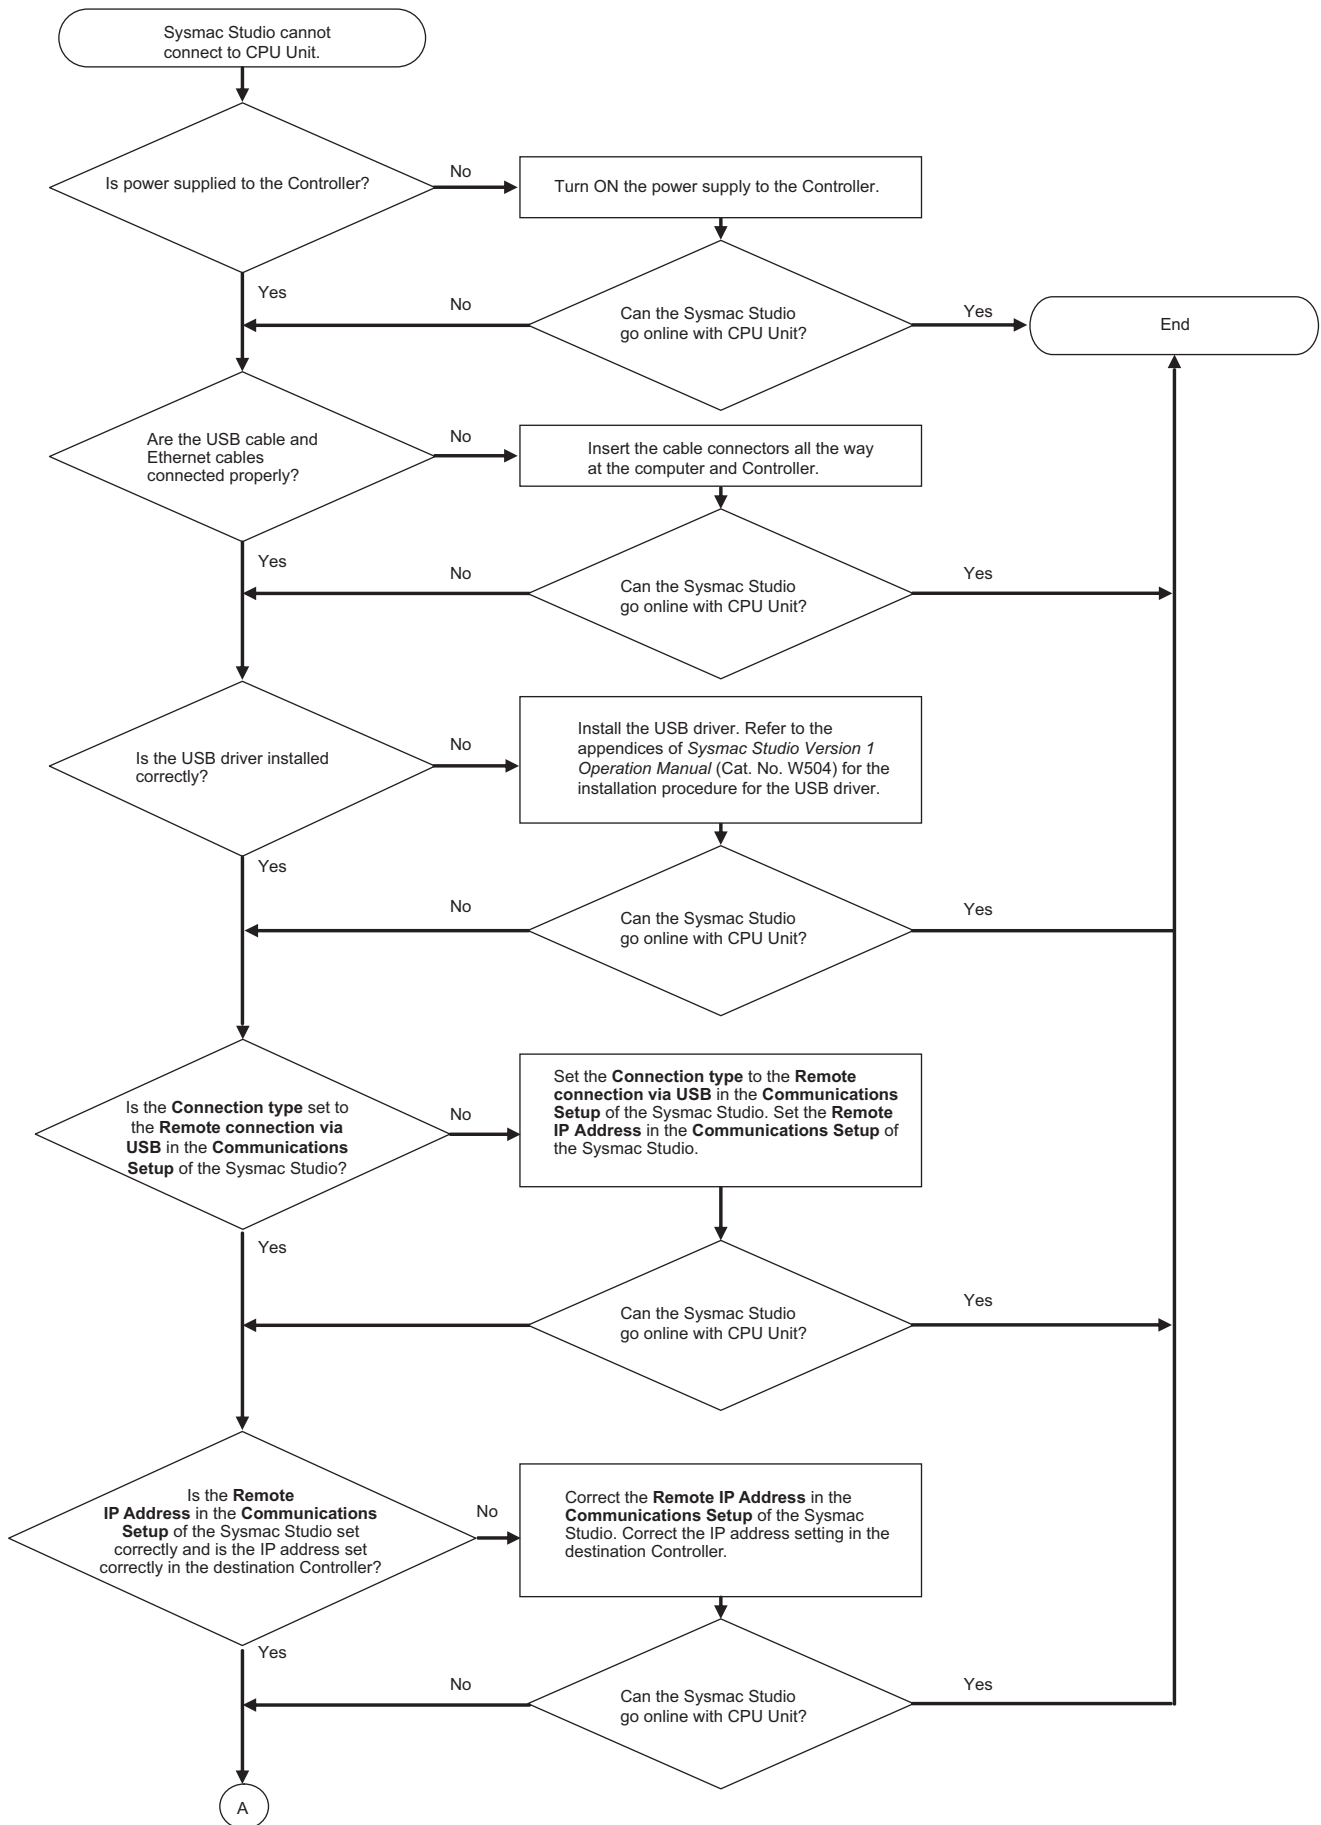 Sysmac Studio cannot
connect to CPU Unit.
Is power supplied to the Controller?
No
Turn ON the power supply to the Controller.
Yes
No
Can the Sysmac Studio
go online with CPU Unit?
Yes
End
Are the USB cable and
Ethernet cables
connected properly?
No
Insert the cable connectors all the way
at the computer and Controller.
Yes
No
Can the Sysmac Studio
go online with CPU Unit?
Yes
Is the USB driver installed
correctly?
No
Install the USB driver. Refer to the
appendices of Sysmac Studio Version 1
Operation Manual (Cat. No. W504) for the
installation procedure for the USB driver.
Yes
No
Can the Sysmac Studio
go online with CPU Unit?
Yes
Is the Connection type set to
the Remote connection via
USB in the Communications
Setup of the Sysmac Studio?
No
Set the Connection type to the Remote
connection via USB in the Communications
Setup of the Sysmac Studio. Set the Remote
IP Address in the Communications Setup of
the Sysmac Studio.
Yes
Can the Sysmac Studio
go online with CPU Unit?
Yes
Is the Remote
IP Address in the Communications
Setup of the Sysmac Studio set
correctly and is the IP address set
correctly in the destination Controller?
No
Correct the Remote IP Address in the
Communications Setup of the Sysmac
Studio. Correct the IP address setting in the
destination Controller.
Yes
No
Can the Sysmac Studio
go online with CPU Unit?
Yes
A